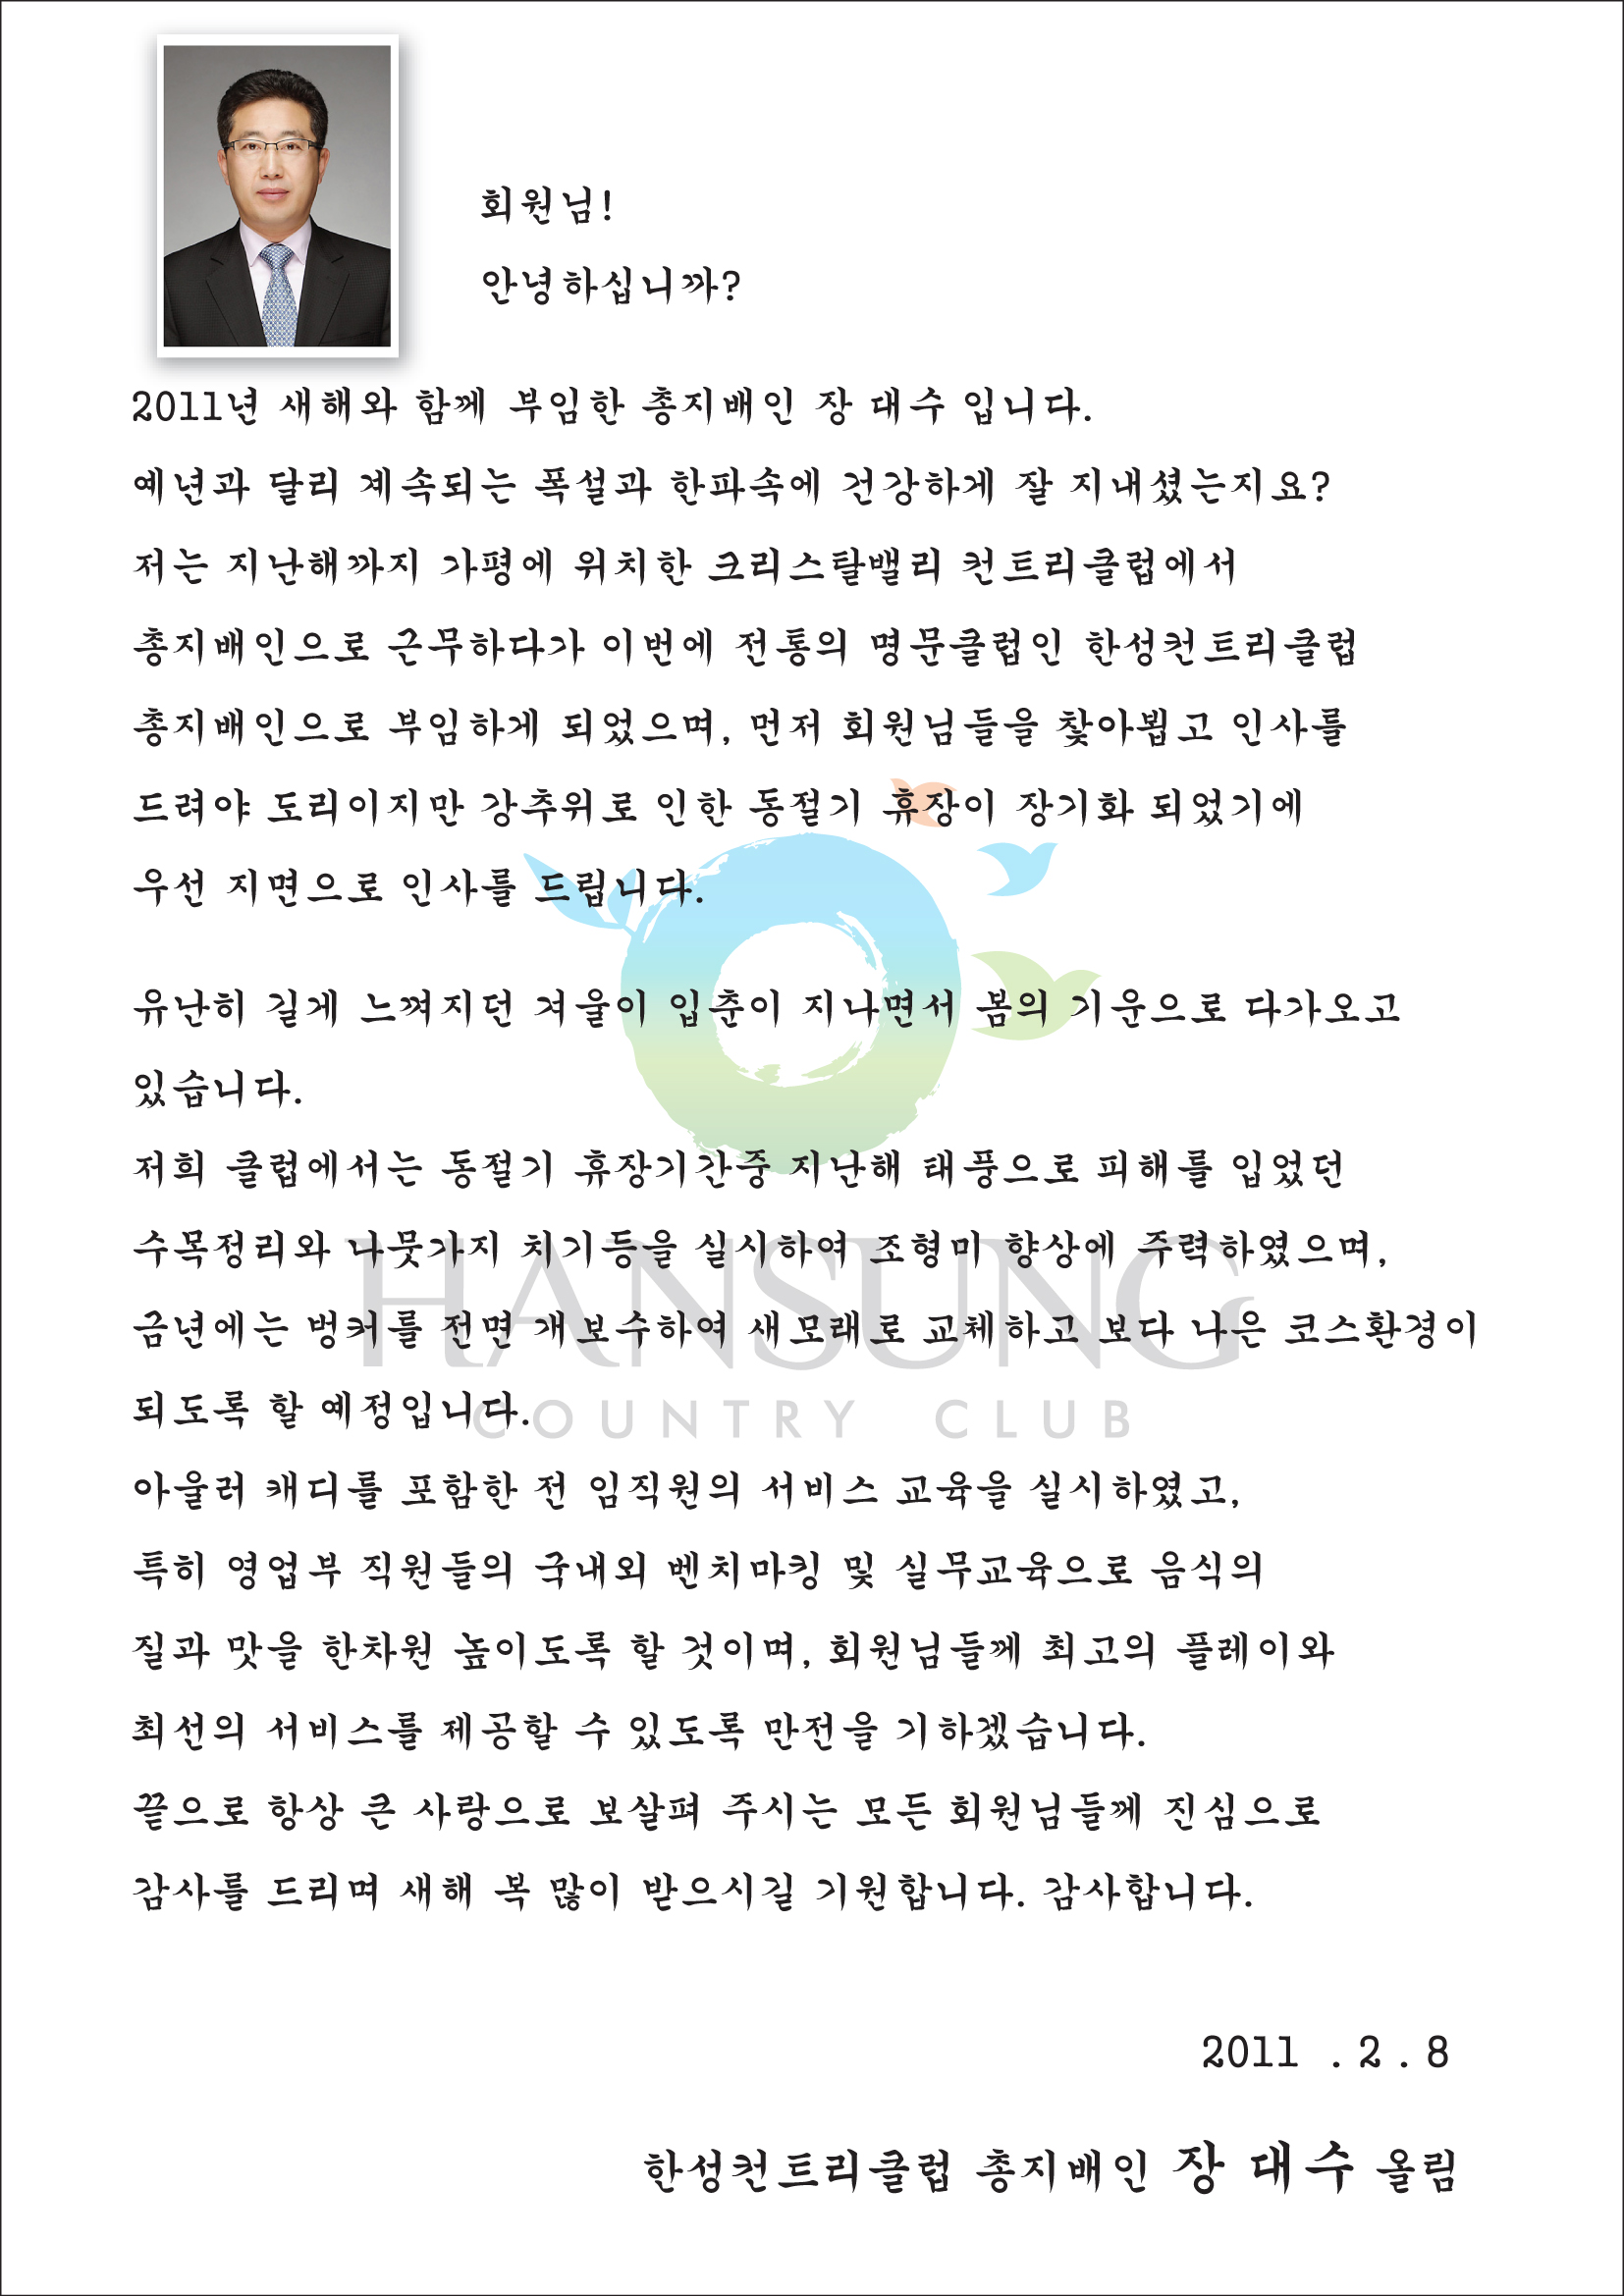 회원님!
안녕하십니까?
2011년 새해와 함께 부임한 총지배인 장 대수 입니다.
예년과 달리 계속되는 폭설과 한파속에 건강하게 잘 지내셨는지요?
저는 지난해까지 가평에 위치한 크리스탈밸리 컨트리클럽에서
총지배인으로 근무하다가 이번에 전통의 명문클럽인 한성컨트리클럽
총지배인으로 부임하게 되었으며, 먼저 회원님들을 찾아뵙고 인사를
드려야 도리이지만 강추위로 인한 동절기 휴장이 장기화 되었기에
우선 지면으로 인사를 드립니다.
유난히 길게 느껴지던 겨울이 입춘이 지나면서 봄의 기운으로 다가오고
있습니다.
저희 클럽에서는 동절기 휴장기간중 지난해 태풍으로 피해를 입었던
수목정리와 나뭇가지 치기등을 실시하여 조형미 향상에 주력하였으며,
금년에는 벙커를 전면 개보수하여 새모래로 교체하고 보다 나은 코스환경이
되도록 할 예정입니다.
HANSUNG
COUNTRY CLUB
아울러 캐디를 포함한 전 임직원의 서비스 교육을 실시하였고,
특히 영업부 직원들의 국내외 벤치마킹 및 실무교육으로 음식의
질과 맛을 한차원 높이도록 할 것이며, 회원님들께 최고의 플레이와
최선의 서비스를 제공할 수 있도록 만전을 기하겠습니다.
끝으로 항상 큰 사랑으로 보살펴 주시는 모든 회원님들께 진심으로
감사를 드리며 새해 복 많이 받으시길 기원합니다. 감사합니다.
2011 . 2 . 8
한성컨트리클럽 총지배인 장 대수 올림